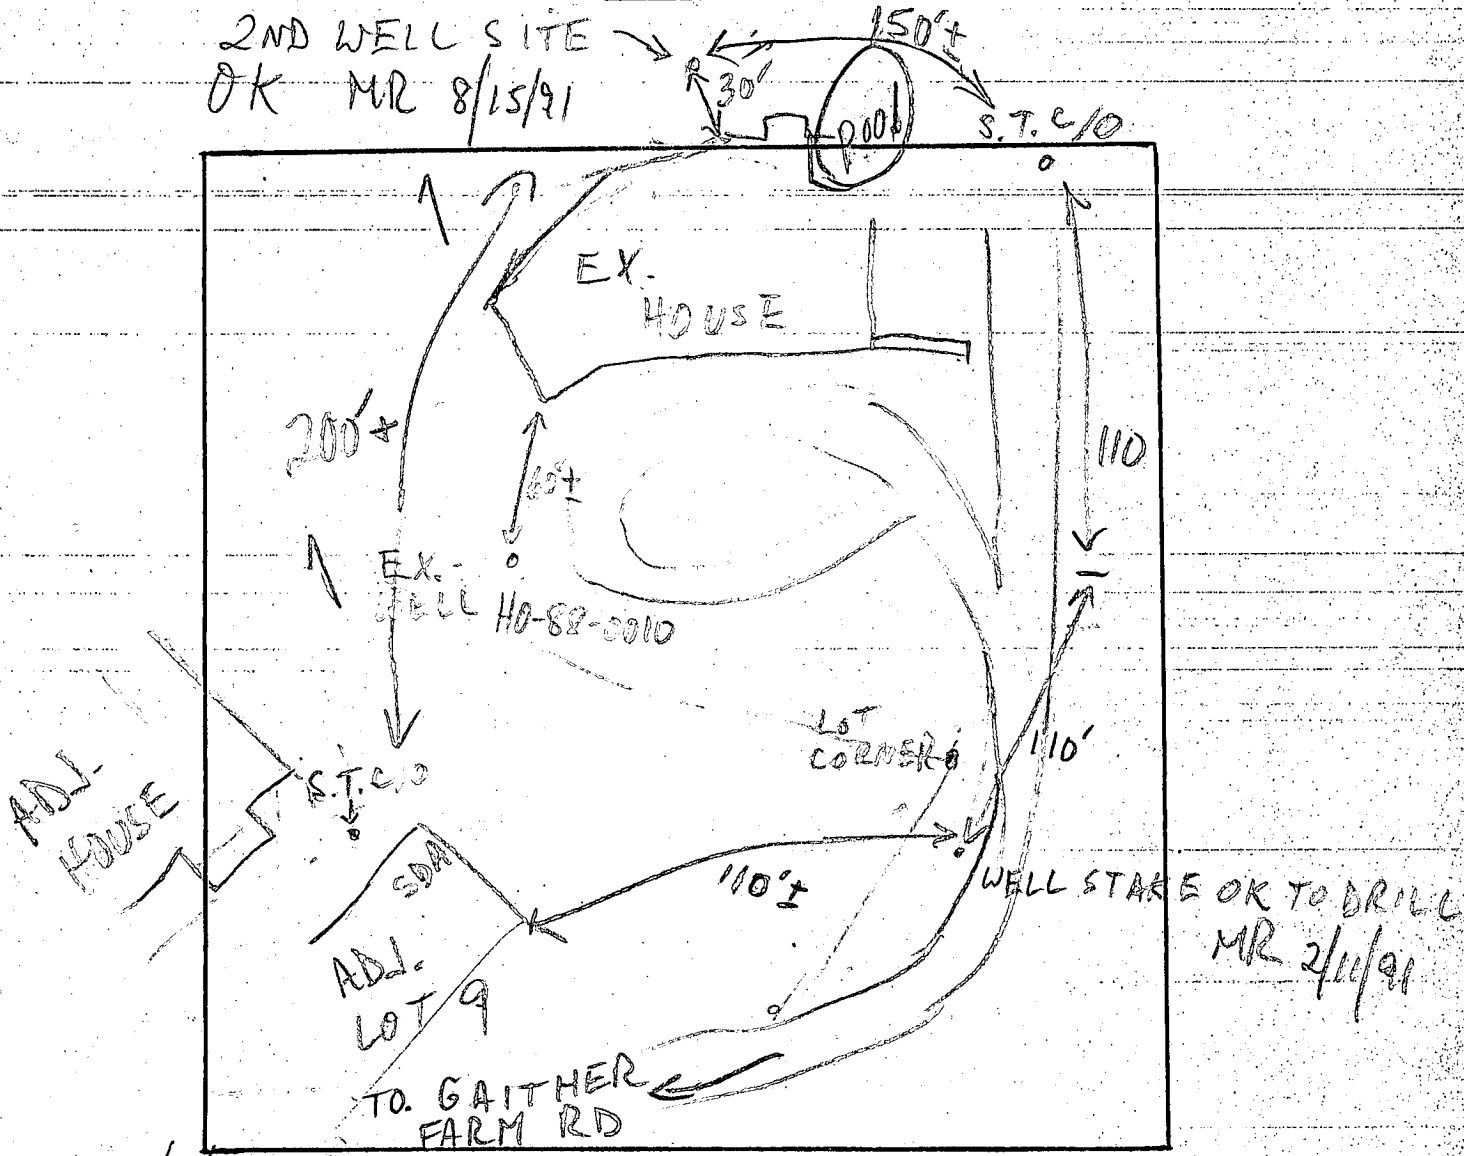 2ND WELL SITE
OK MR 8/15/91
150'±
30'
POOL
S.T. C/O
EX.
HOUSE
200'+
60'±
110
EX.
WELL HO-88-0010
LOT
CORNER
110'
ADJ.
HOUSE
S.T. C/O
SDA
110'±
WELL STAKE OK TO DRILL
MR 2/11/91
ADJ.
LOT 9
TO. GAITHER
FARM RD